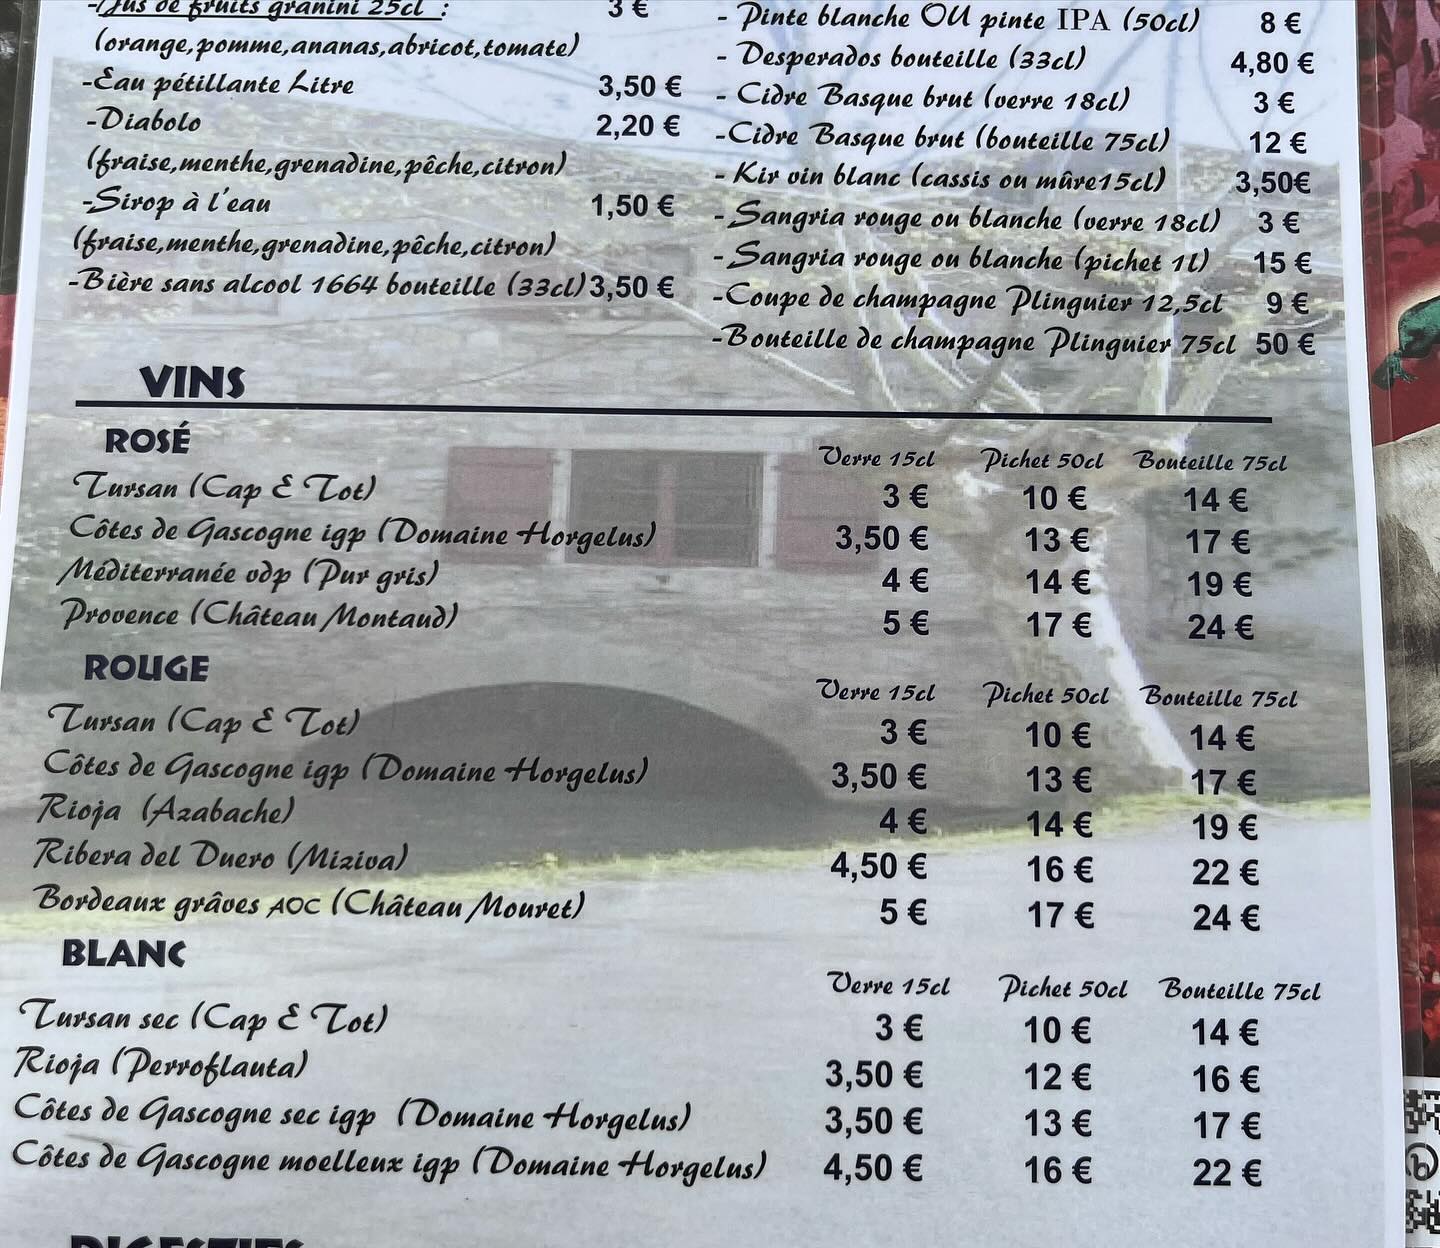 -Jus de fruits granini 25cl : 3 €
(orange,pomme,ananas,abricot,tomate)
-Eau pétillante Litre 3,50 €
-Diabolo 2,20 €
(fraise,menthe,grenadine,pêche,citron)
-Sirop à l'eau 1,50 €
(fraise,menthe,grenadine,pêche,citron)
-Bière sans alcool 1664 bouteille (33cl) 3,50 €
- Pinte blanche OU pinte IPA (50cl) 8 €
- Desperados bouteille (33cl) 4,80 €
- Cidre Basque brut (verre 18cl) 3 €
-Cidre Basque brut (bouteille 75cl) 12 €
- Kir vin blanc (cassis ou mûre15cl) 3,50€
- Sangria rouge ou blanche (verre 18cl) 3 €
-Sangria rouge ou blanche (pichet 1l) 15 €
-Coupe de champagne Plinguier 12,5cl 9 €
-Bouteille de champagne Plinguier 75cl 50 €
VINS
ROSÉ
Verre 15cl Pichet 50cl Bouteille 75cl
Tursan (Cap & Tot) 3 € 10 € 14 €
Côtes de Gascogne igp (Domaine Horgelus) 3,50 € 13 € 17 €
Méditerranée vdp (Pur gris) 4 € 14 € 19 €
Provence (Château Montaud) 5 € 17 € 24 €
ROUGE
Verre 15cl Pichet 50cl Bouteille 75cl
Tursan (Cap & Tot) 3 € 10 € 14 €
Côtes de Gascogne igp (Domaine Horgelus) 3,50 € 13 € 17 €
Rioja (Azabache) 4 € 14 € 19 €
Ribera del Duero (Miziva) 4,50 € 16 € 22 €
Bordeaux grâves AOC (Château Mouret) 5 € 17 € 24 €
BLANC
Verre 15cl Pichet 50cl Bouteille 75cl
Tursan sec (Cap & Tot) 3 € 10 € 14 €
Rioja (Perroflauta) 3,50 € 12 € 16 €
Côtes de Gascogne sec igp (Domaine Horgelus) 3,50 € 13 € 17 €
Côtes de Gascogne moelleux igp (Domaine Horgelus) 4,50 € 16 € 22 €
DIGESTIFS